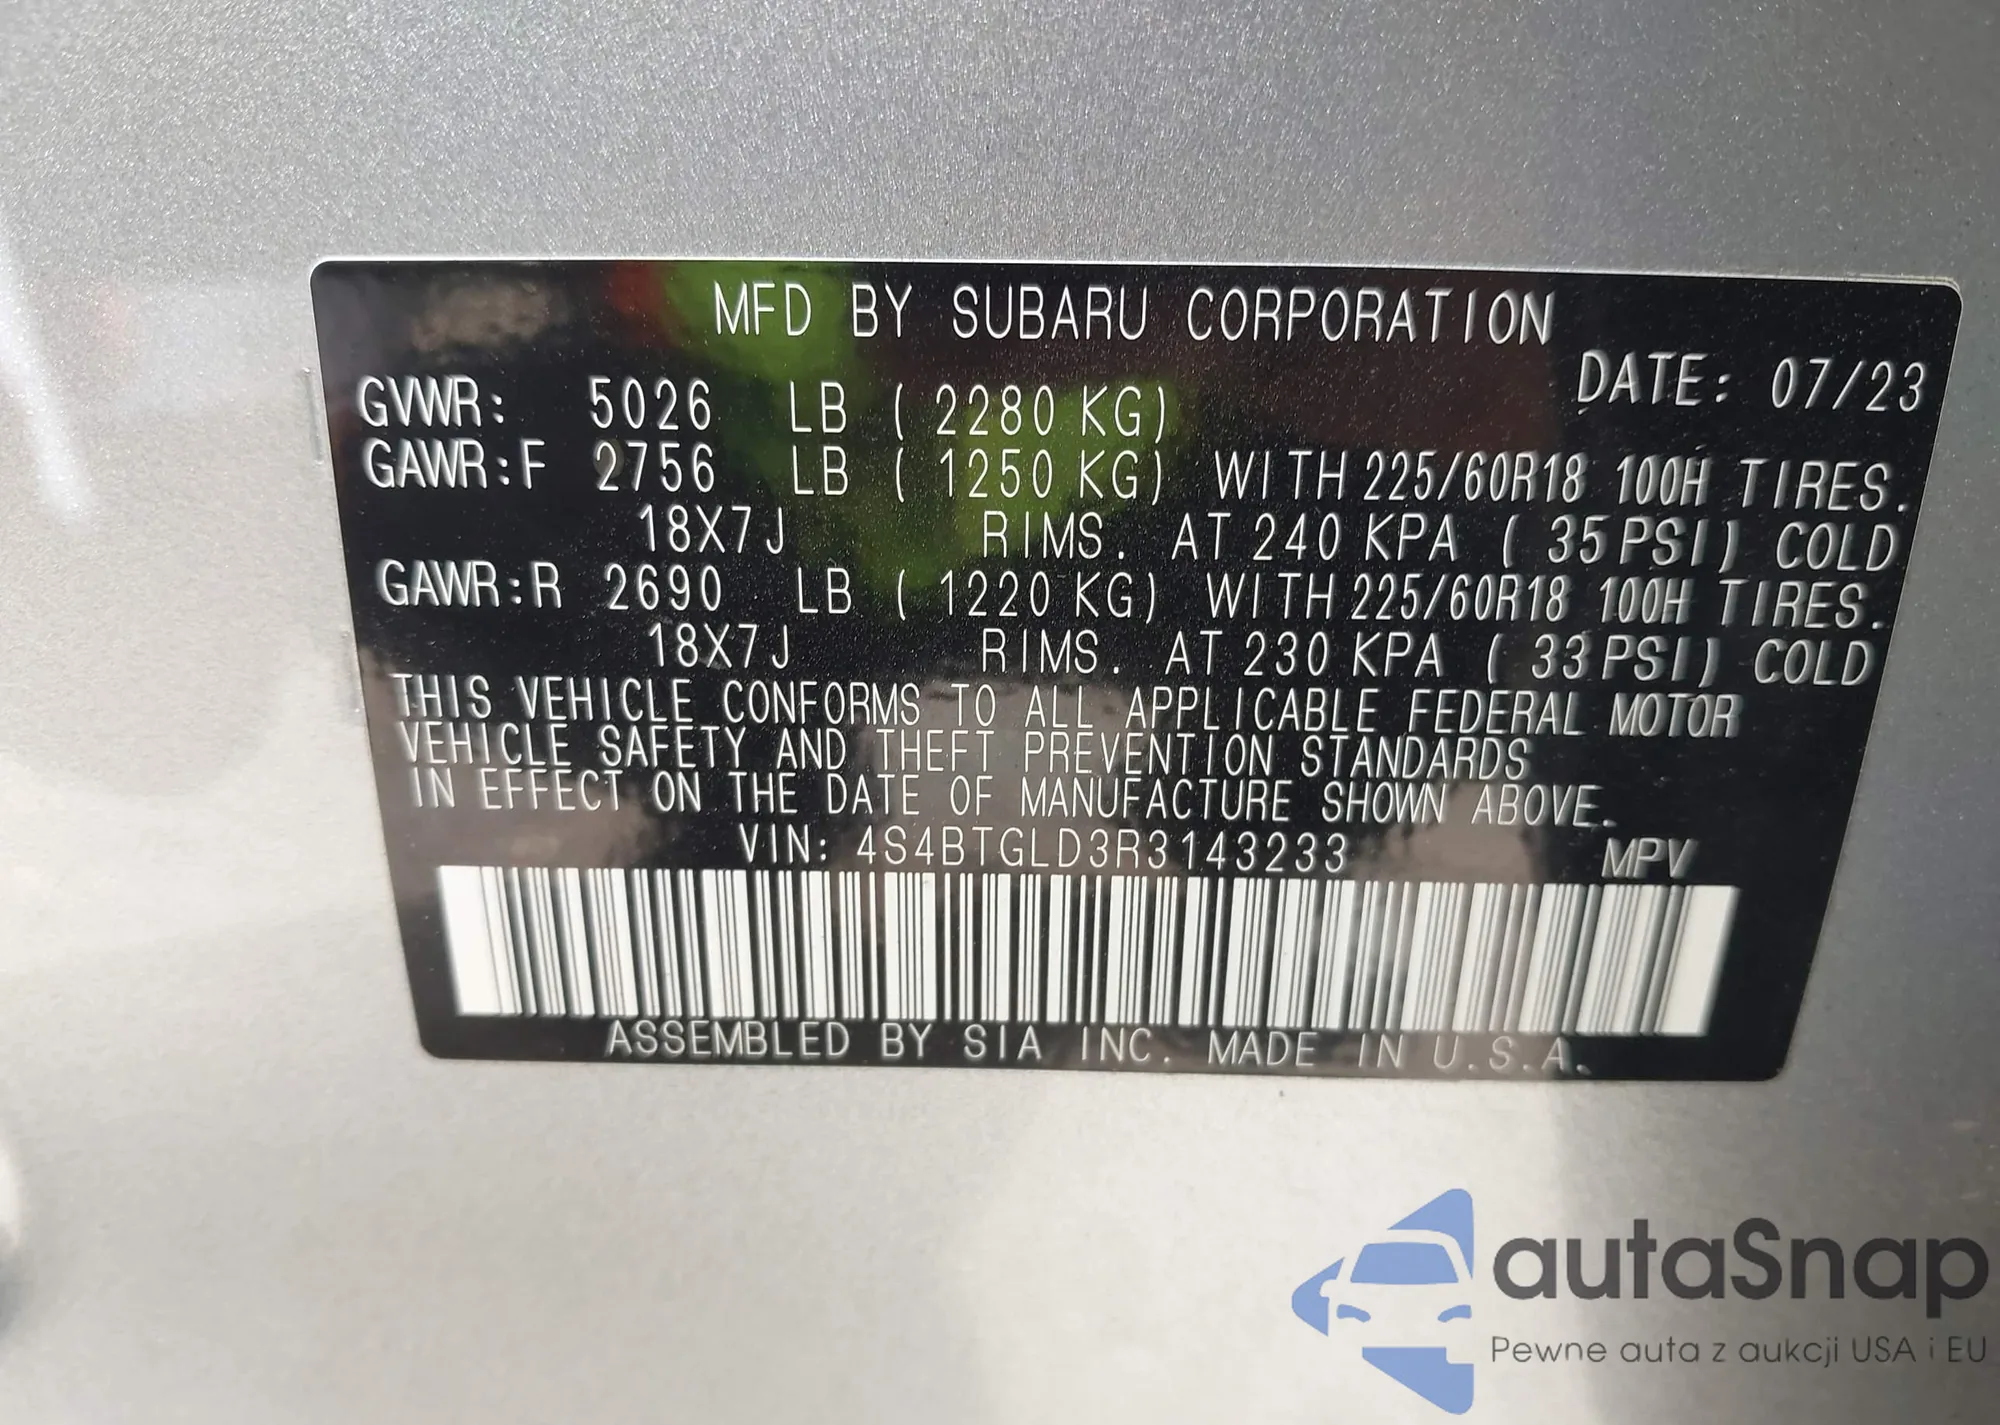 MFD BY SUBARU CORPORATION
DATE: 07/23
GVWR: 5026 LB ( 2280 KG)
GAWR:F 2756 LB ( 1250 KG) WITH 225/60R18 100H TIRES.
18X7J RIMS. AT 240 KPA ( 35 PSI) COLD
GAWR:R 2690 LB ( 1220 KG) WITH 225/60R18 100H TIRES.
18X7J RIMS. AT 230 KPA ( 33 PSI) COLD
THIS VEHICLE CONFORMS TO ALL APPLICABLE FEDERAL MOTOR
VEHICLE SAFETY AND THEFT PREVENTION STANDARDS
IN EFFECT ON THE DATE OF MANUFACTURE SHOWN ABOVE.
VIN: 4S4BTGLD3R3143233 MPV
ASSEMBLED BY SIA INC. MADE IN U.S.A.
autaSnap
Pewne auta z aukcji USA i EU